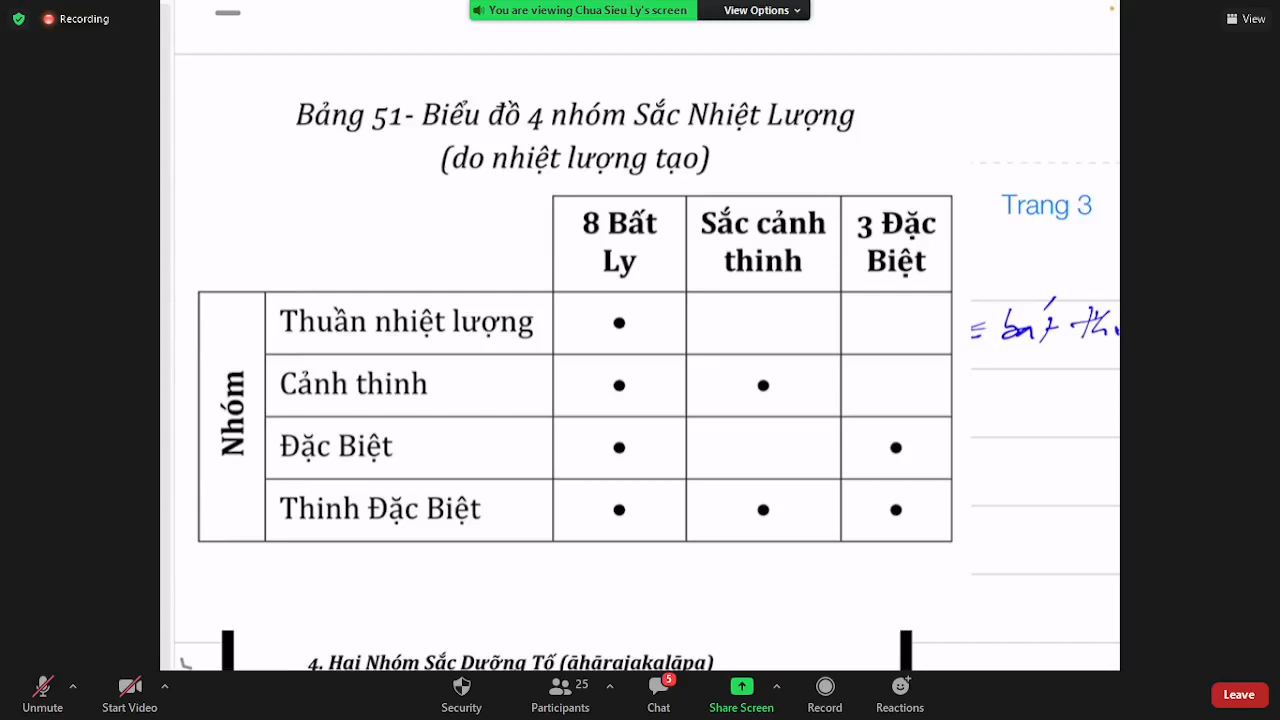 Recording
You are viewing Chua Sieu Ly's screen
View Options
View
Bảng 51- Biểu đồ 4 nhóm Sắc Nhiệt Lượng
(do nhiệt lượng tạo)
8 Bất Ly
Sắc cảnh thinh
3 Đặc Biệt
Trang 3
Nhóm
Thuần nhiệt lượng •
= bất
Cảnh thinh • •
Đặc Biệt • •
Thinh Đặc Biệt • • •
4. Hai Nhóm Sắc Dưỡng Tố (āhārajakalāpa)
Unmute
Start Video
Security
25
Participants
5
Chat
Share Screen
Record
Reactions
Leave